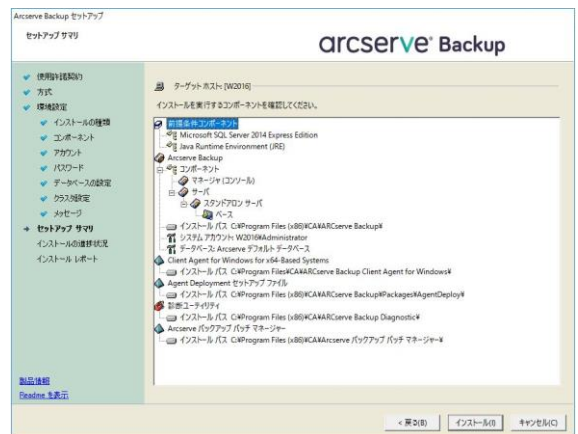 Arcserve Backup セットアップ
セットアップ サマリ
arcserve® Backup
使用許諾契約
方式
環境設定
インストールの種類
コンポーネント
アカウント
パスワード
データベースの設定
クラスタ設定
メッセージ
セットアップ サマリ
インストールの進捗状況
インストール レポート
製品情報
Readme を表示
ターゲット ホスト: [W2016]
インストールを実行するコンポーネントを確認してください。
前提条件コンポーネント
Microsoft SQL Server 2014 Express Edition
Java Runtime Environment (JRE)
Arcserve Backup
コンポーネント
マネージャ (コンソール)
サーバ
スタンドアロン サーバ
ベース
インストール パス C:¥Program Files (x86)¥CA¥ARCserve Backup¥
システム アカウント: W2016¥Administrator
データベース: Arcserve デフォルト データベース
Client Agent for Windows for x64-Based Systems
インストール パス C:¥Program Files¥CA¥ARCserve Backup Client Agent for Windows¥
Agent Deployment セットアップ ファイル
インストール パス C:¥Program Files (x86)¥CA¥ARCserve Backup¥Packages¥AgentDeploy¥
診断ユーティリティ
インストール パス C:¥Program Files (x86)¥CA¥ARCserve Backup Diagnostic¥
Arcserve バックアップ パッチ マネージャー
インストール パス C:¥Program Files (x86)¥CA¥Arcserve バックアップ パッチ マネージャー¥
< 戻る(B)
インストール(I)
キャンセル(C)